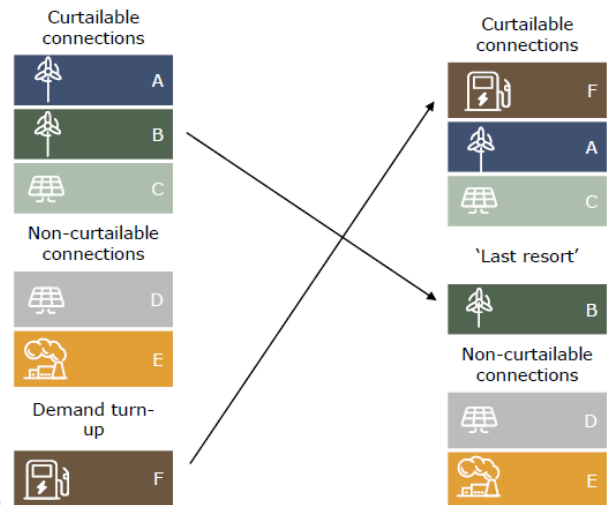 Curtailable
connections
A
B
C
Non-curtailable
connections
D
E
Demand turn-
up
F
Curtailable
connections
F
A
C
‘Last resort’
B
Non-curtailable
connections
D
E